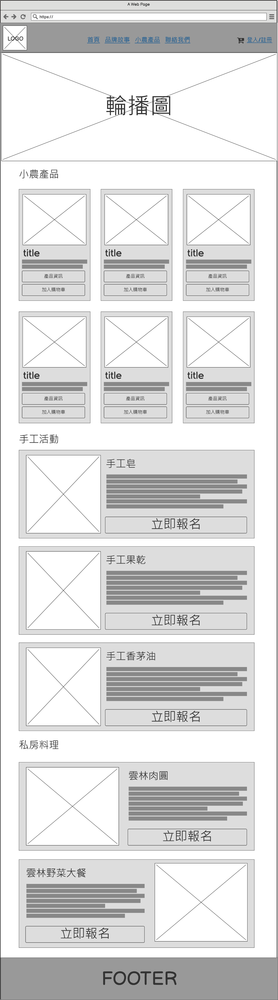 A Web Page
https://
LOGO
首頁 品牌故事 小農產品 聯絡我們 登入/註冊
輪播圖
小農產品
title title title
產品資訊 產品資訊 產品資訊
加入購物車 加入購物車 加入購物車
title title title
產品資訊 產品資訊 產品資訊
加入購物車 加入購物車 加入購物車
手工活動
手工皂
立即報名
手工果乾
立即報名
手工香茅油
立即報名
私房料理
雲林肉圓
立即報名
雲林野菜大餐
立即報名
FOOTER